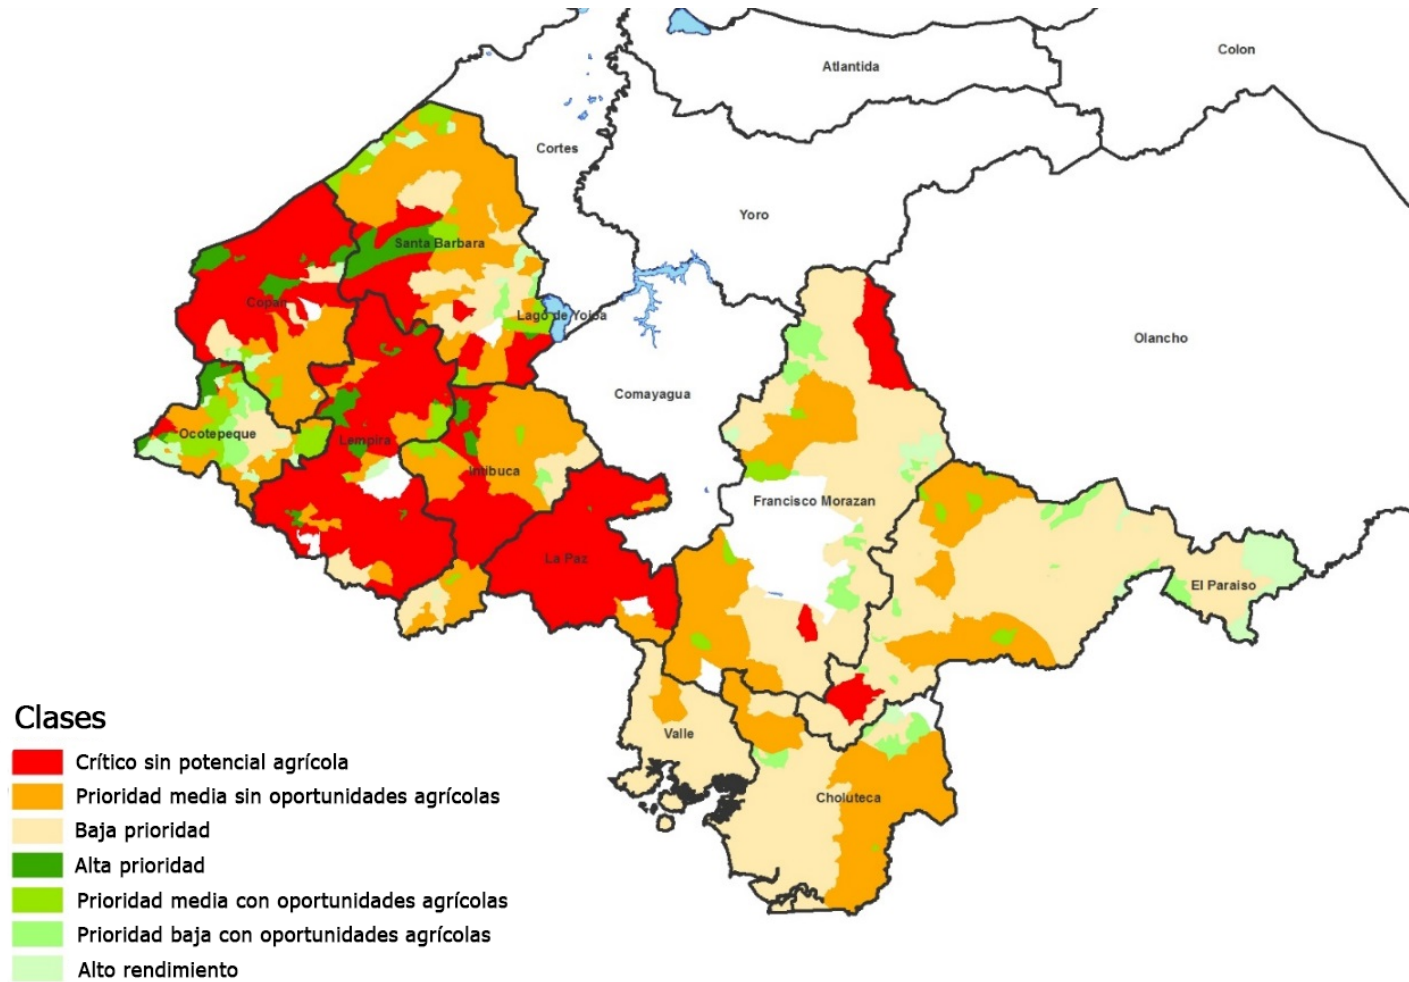 Colon
Atlantida
Cortes
Yoro
Santa Barbara
Copan
Lago de Yojoa
Olancho
Comayagua
Ocotepeque
Lempira
Intibuca
Francisco Morazan
La Paz
El Paraiso
Valle
Choluteca
Clases
Crítico sin potencial agrícola
Prioridad media sin oportunidades agrícolas
Baja prioridad
Alta prioridad
Prioridad media con oportunidades agrícolas
Prioridad baja con oportunidades agrícolas
Alto rendimiento